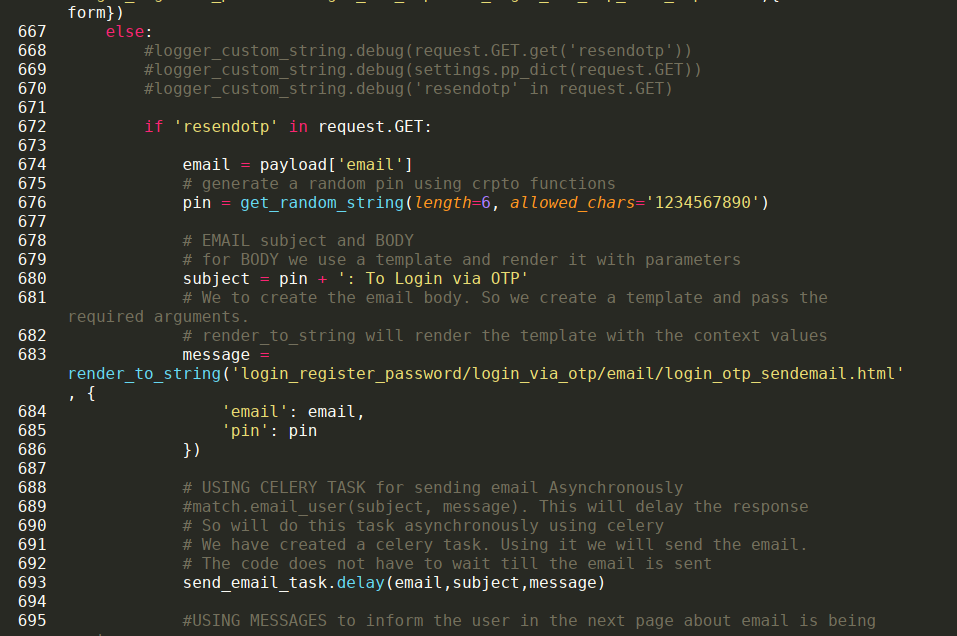 form})
667 else:
668 #logger_custom_string.debug(request.GET.get('resendotp'))
669 #logger_custom_string.debug(settings.pp_dict(request.GET))
670 #logger_custom_string.debug('resendotp' in request.GET)
671
672 if 'resendotp' in request.GET:
673
674 email = payload['email']
675 # generate a random pin using crpto functions
676 pin = get_random_string(length=6, allowed_chars='1234567890')
677
678 # EMAIL subject and BODY
679 # for BODY we use a template and render it with parameters
680 subject = pin + ': To Login via OTP'
681 # We to create the email body. So we create a template and pass the
required arguments.
682 # render_to_string will render the template with the context values
683 message =
render_to_string('login_register_password/login_via_otp/email/login_otp_sendemail.html'
, {
684 'email': email,
685 'pin': pin
686 })
687
688 # USING CELERY TASK for sending email Asynchronously
689 #match.email_user(subject, message). This will delay the response
690 # So will do this task asynchronously using celery
691 # We have created a celery task. Using it we will send the email.
692 # The code does not have to wait till the email is sent
693 send_email_task.delay(email,subject,message)
694
695 #USING MESSAGES to inform the user in the next page about email is being